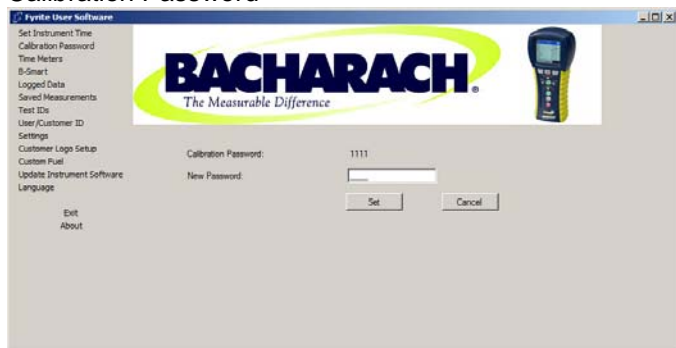 Calibration Password
Fyrite User Software
Set Instrument Time
Calibration Password
Time Meters
B-Smart
Logged Data
Saved Measurements
Test IDs
User/Customer ID
Settings
Customer Logo Setup
Custom Fuel
Update Instrument Software
Language
Exit
About
BACHARACH
The Measurable Difference
Calibration Password: 1111
New Password: ____
Set Cancel